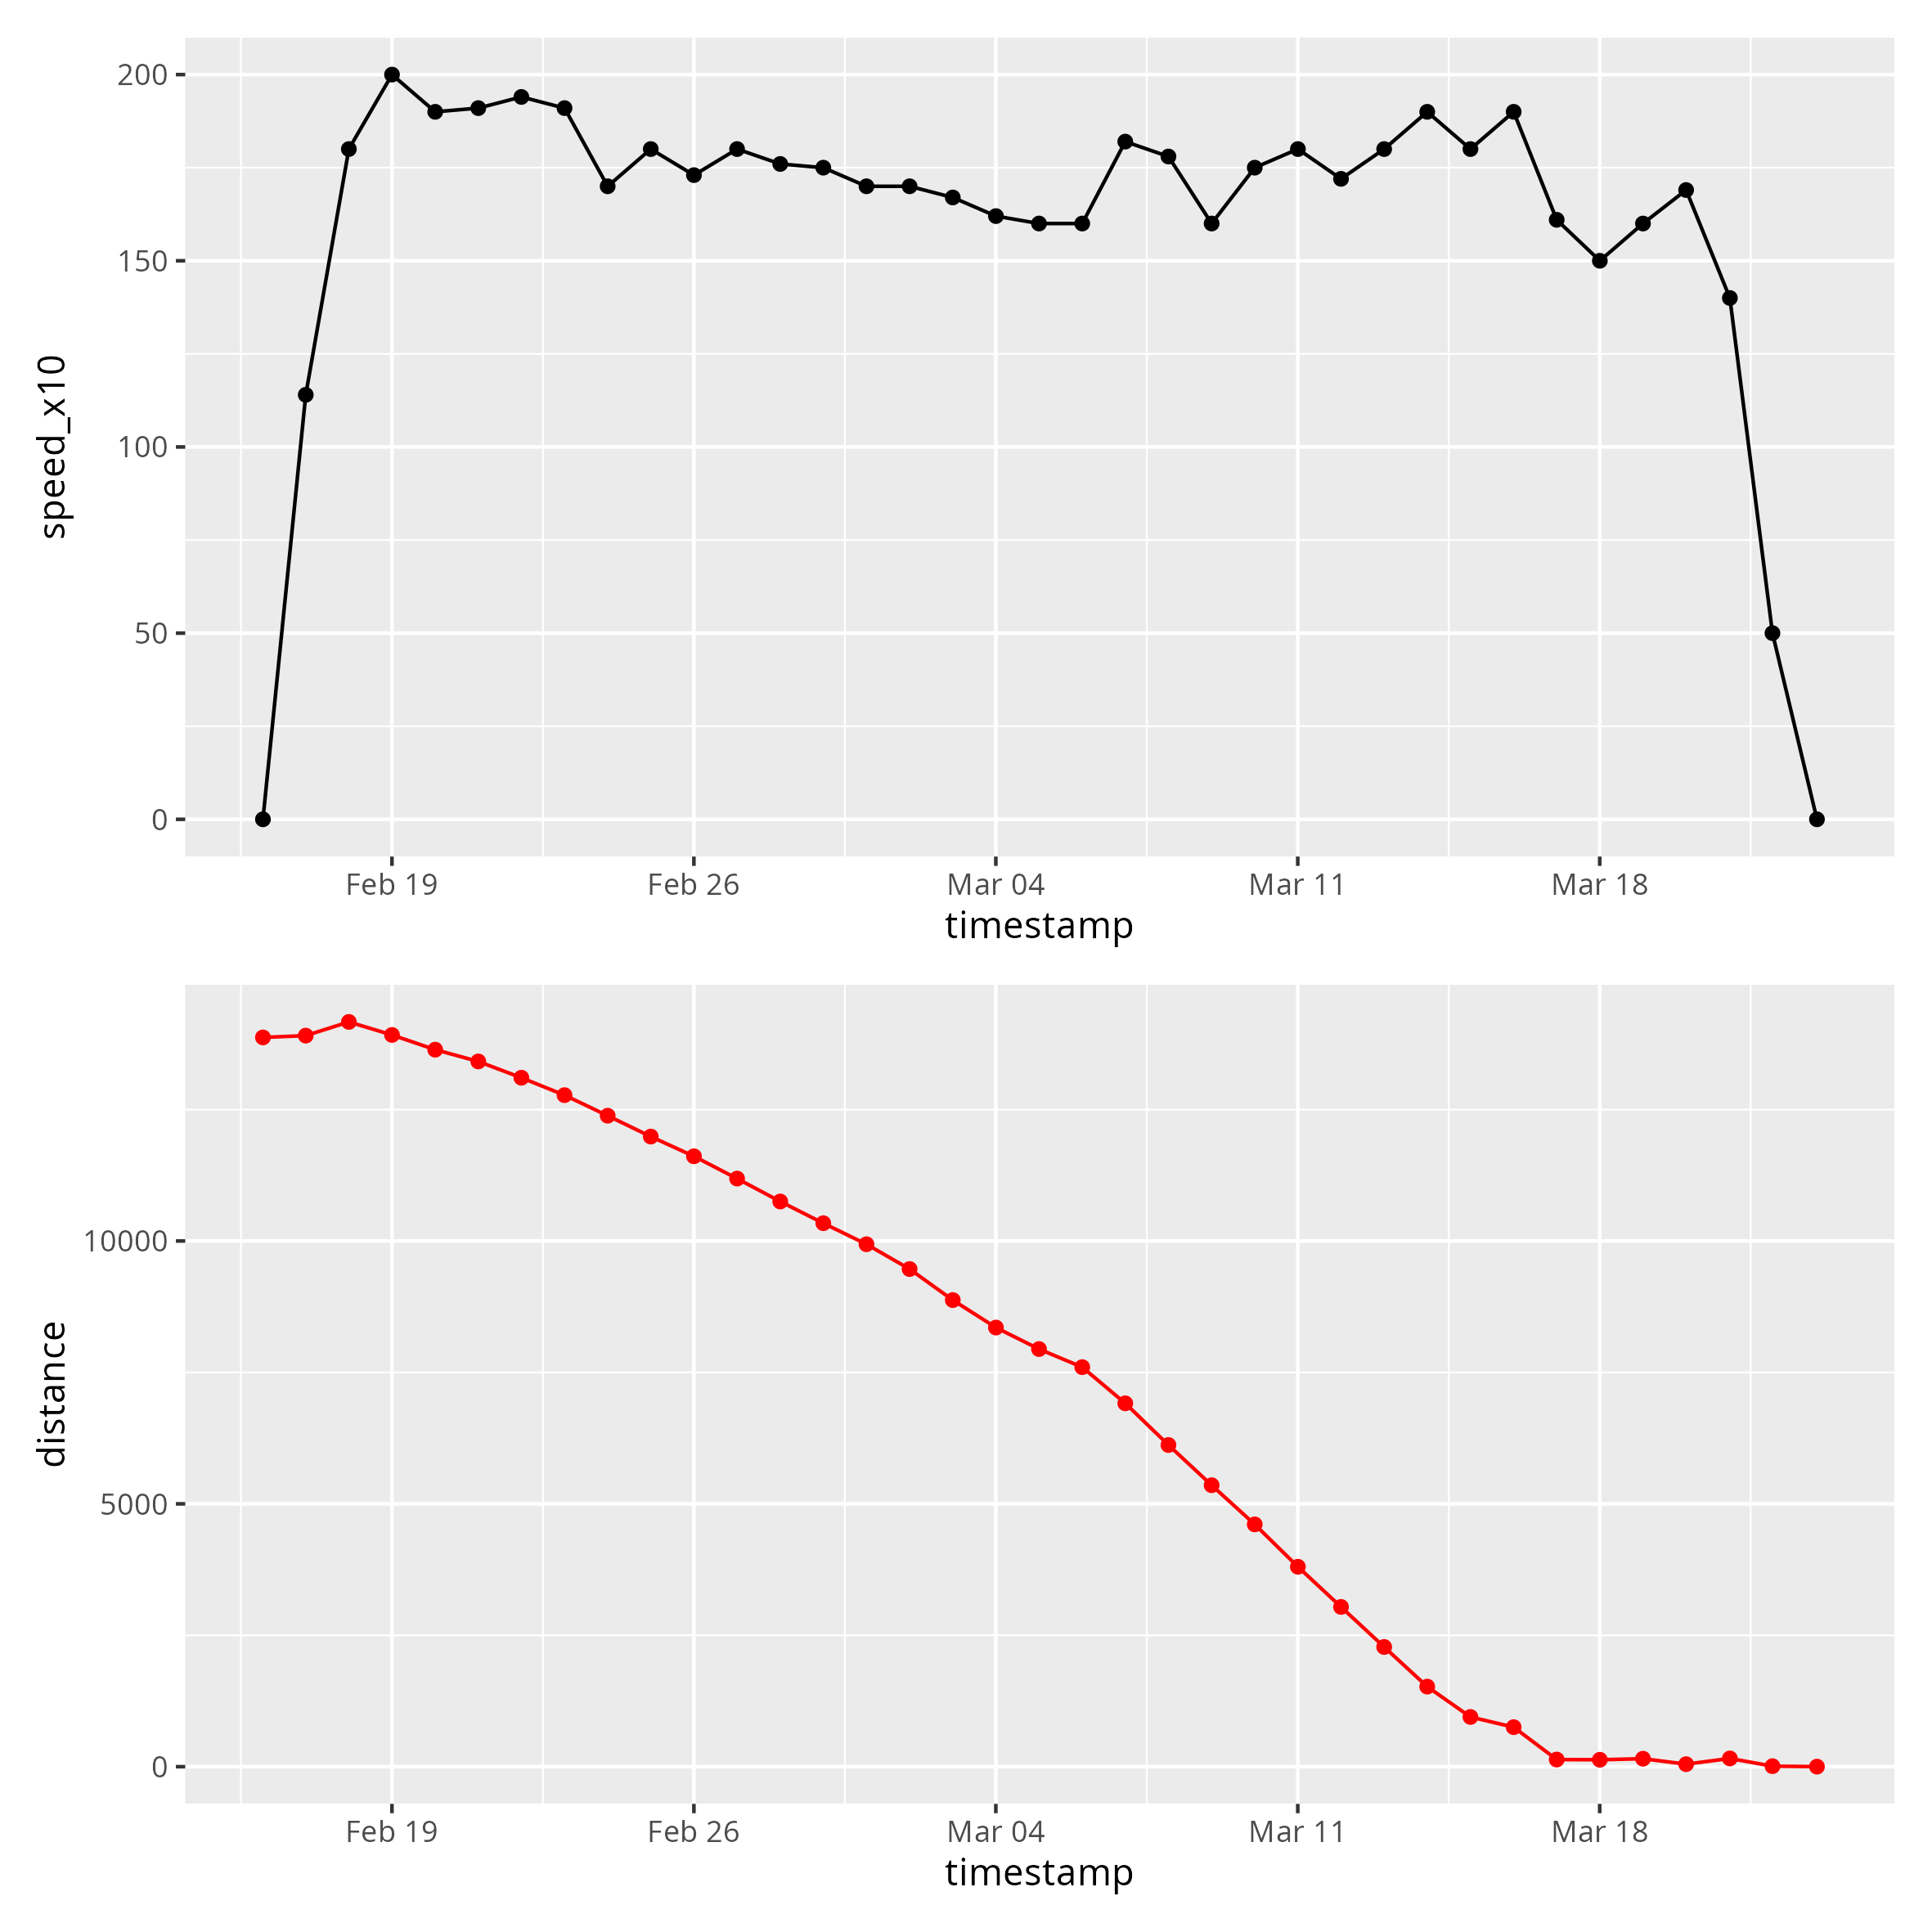 200
150
100
50
0
speed_x10
Feb 19 Feb 26 Mar 04 Mar 11 Mar 18
timestamp
10000
5000
0
distance
Feb 19 Feb 26 Mar 04 Mar 11 Mar 18
timestamp